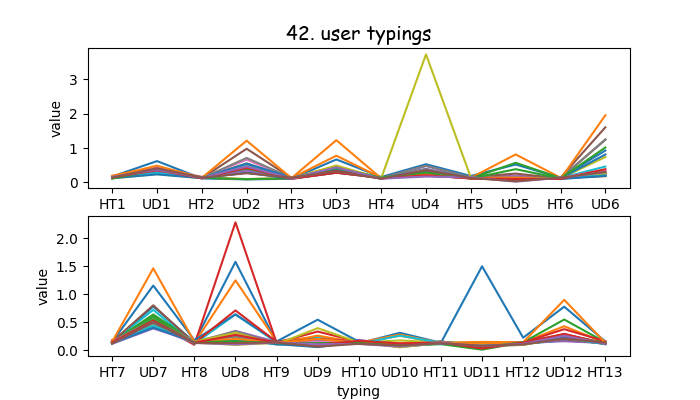 42. user typings
value
3
2
1
0
HT1 UD1 HT2 UD2 HT3 UD3 HT4 UD4 HT5 UD5 HT6 UD6
value
2.0
1.5
1.0
0.5
0.0
HT7 UD7 HT8 UD8 HT9 UD9 HT10 UD10 HT11 UD11 HT12 UD12 HT13
typing